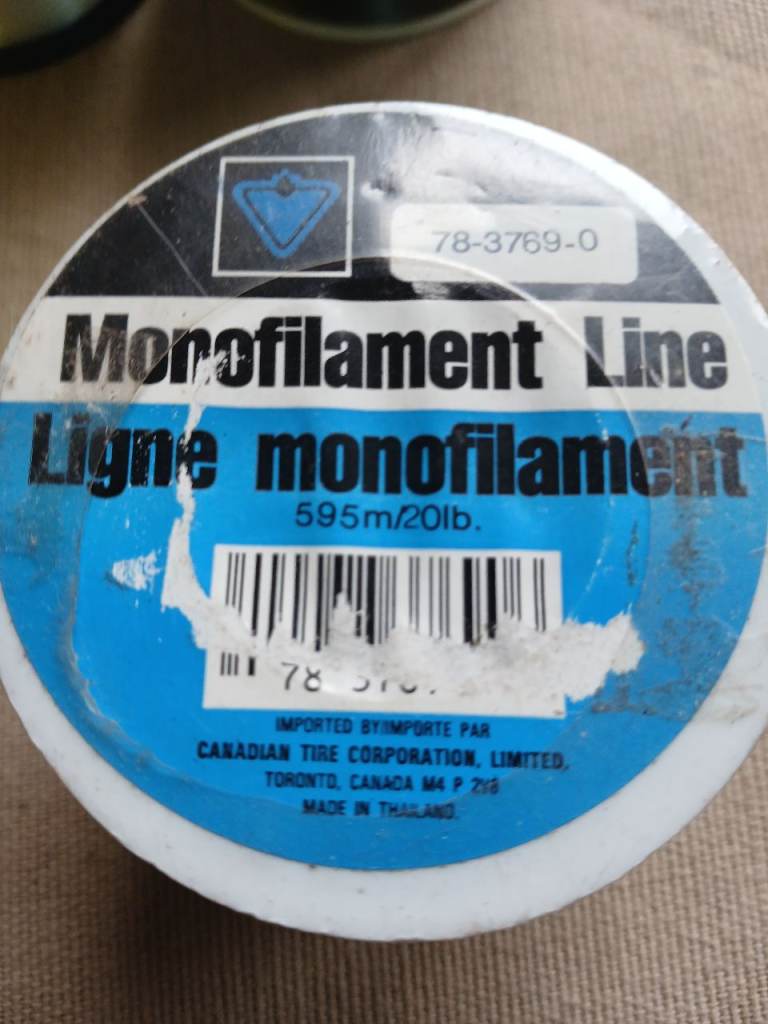 78-3769-0
Monofilament Line
Ligne monofilament
595m/20lb.
78
IMPORTED BY/IMPORTE PAR
CANADIAN TIRE CORPORATION, LIMITED,
TORONTO, CANADA M4 P 2V8
MADE IN THAILAND.